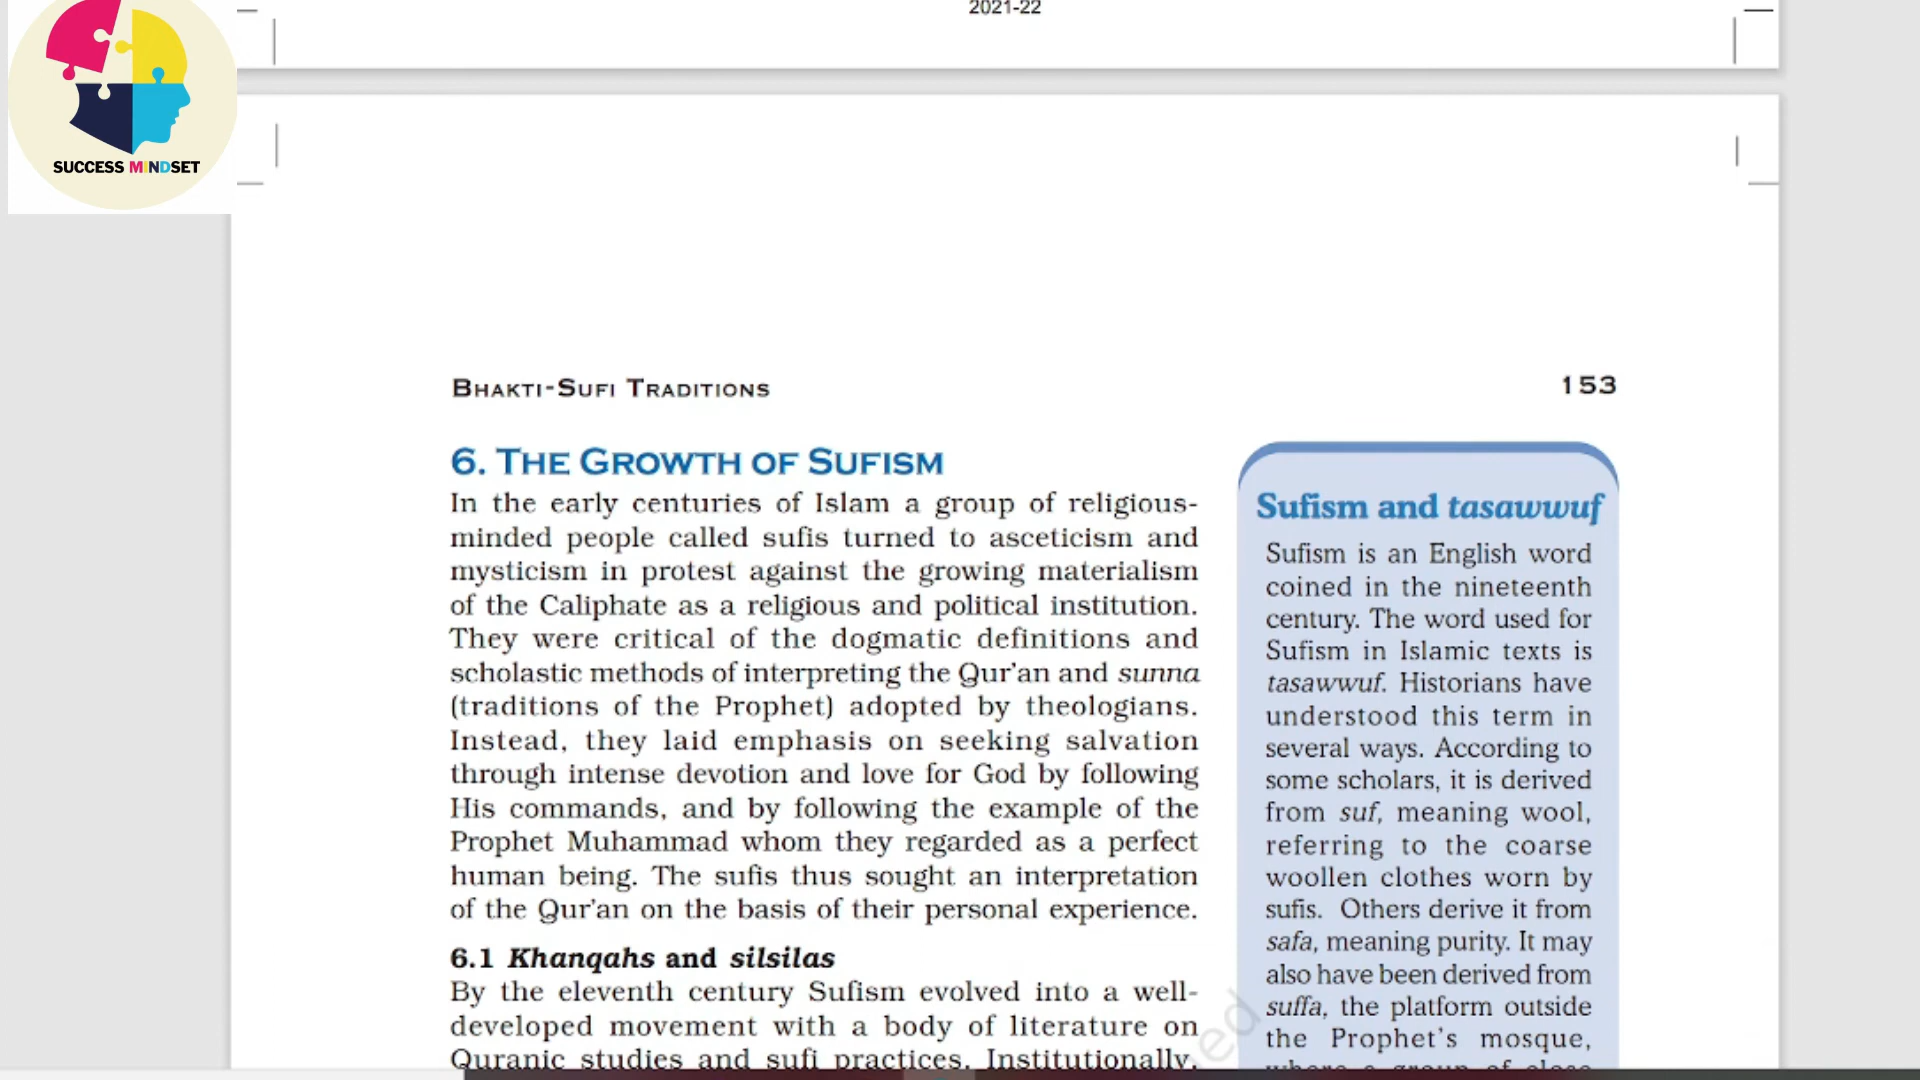 2021-22
SUCCESS MINDSET
BHAKTI-SUFI TRADITIONS
153
6. THE GROWTH OF SUFISM
In the early centuries of Islam a group of religious-
minded people called sufis turned to asceticism and
mysticism in protest against the growing materialism
of the Caliphate as a religious and political institution.
They were critical of the dogmatic definitions and
scholastic methods of interpreting the Qur’an and sunna
(traditions of the Prophet) adopted by theologians.
Instead, they laid emphasis on seeking salvation
through intense devotion and love for God by following
His commands, and by following the example of the
Prophet Muhammad whom they regarded as a perfect
human being. The sufis thus sought an interpretation
of the Qur’an on the basis of their personal experience.
6.1 Khanqahs and silsilas
By the eleventh century Sufism evolved into a well-
developed movement with a body of literature on
Quranic studies and sufi practices. Institutionally,
Sufism and tasawwuf
Sufism is an English word
coined in the nineteenth
century. The word used for
Sufism in Islamic texts is
tasawwuf. Historians have
understood this term in
several ways. According to
some scholars, it is derived
from suf, meaning wool,
referring to the coarse
woollen clothes worn by
sufis. Others derive it from
safa, meaning purity. It may
also have been derived from
suffa, the platform outside
the Prophet’s mosque,
where a group of close